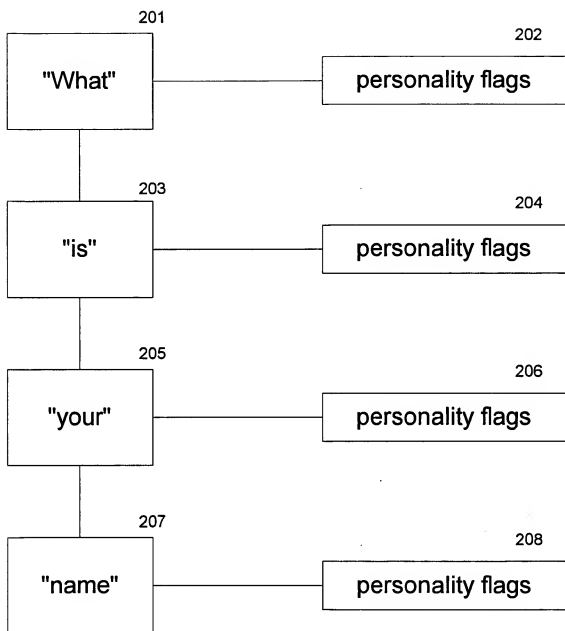 201
202
"What"
personality flags
203
204
"is"
personality flags
205
206
"your"
personality flags
207
208
"name"
personality flags